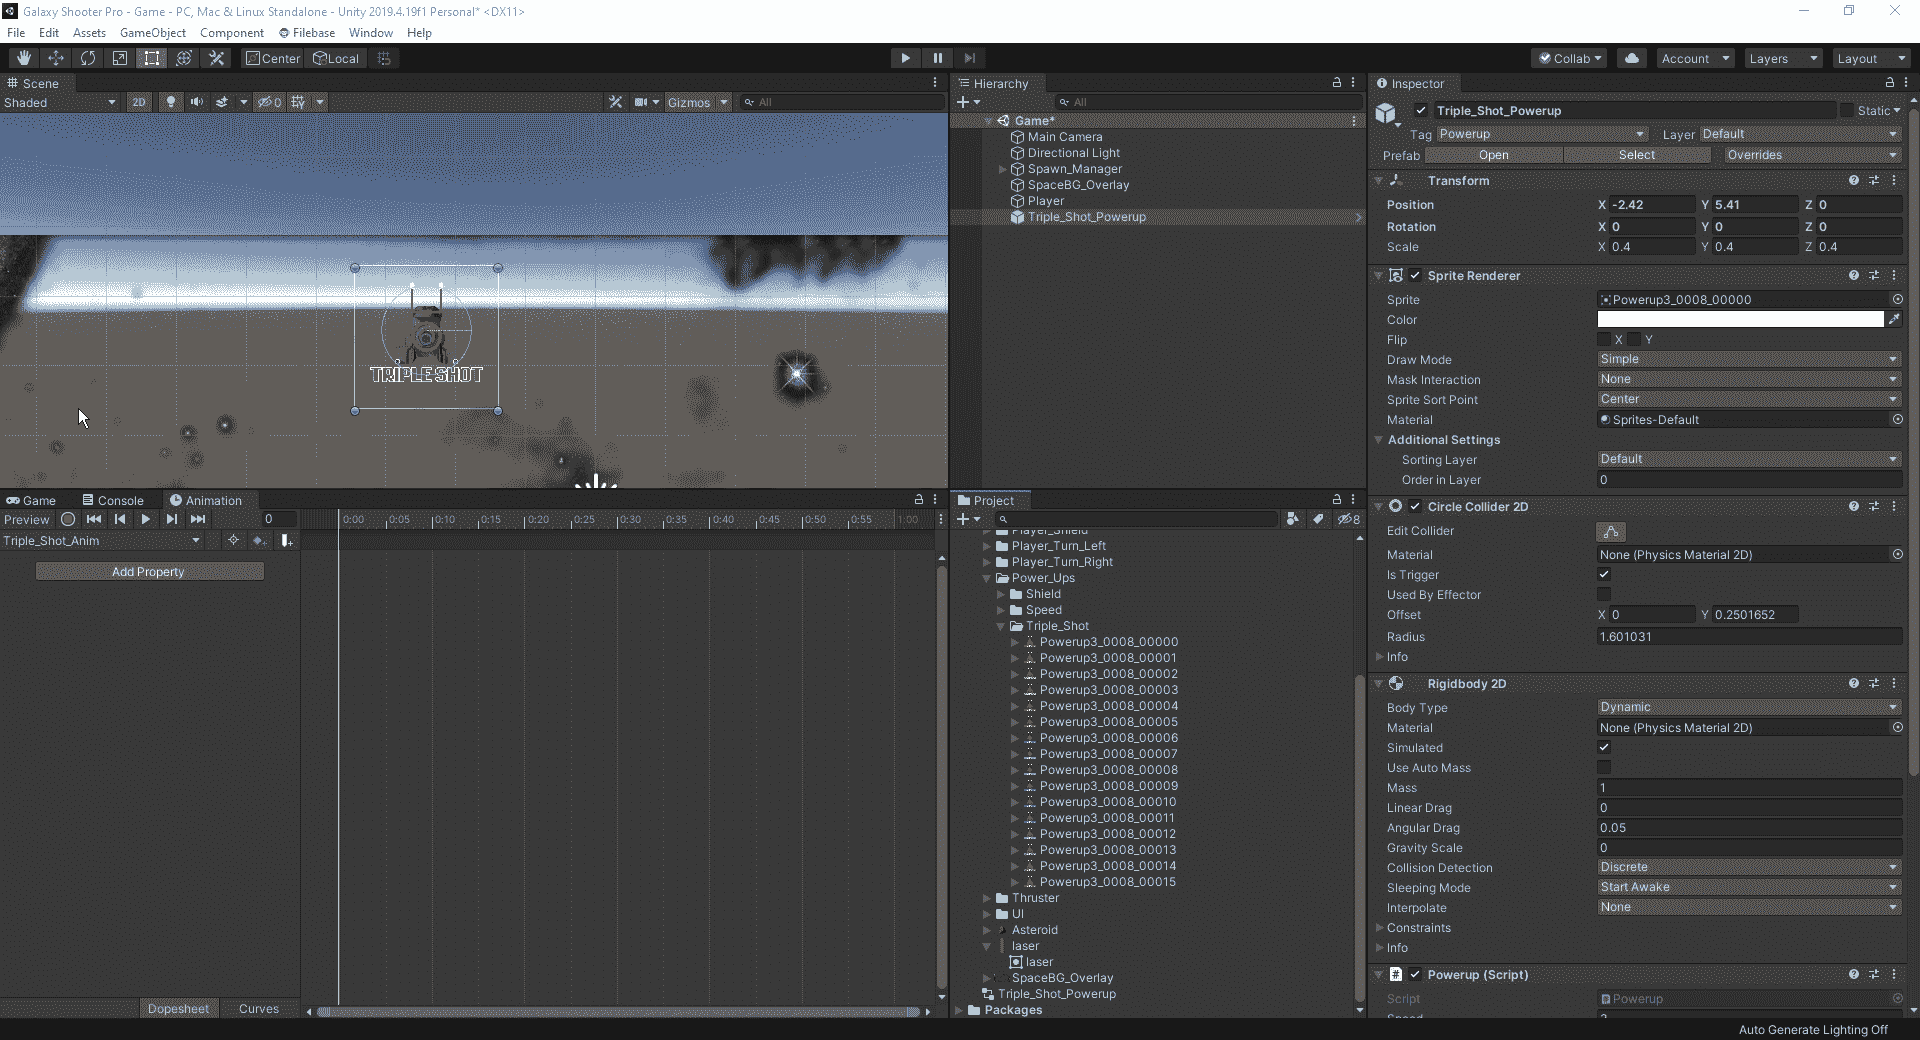 Galaxy Shooter Pro - Game - PC, Mac & Linux Standalone - Unity 2019.4.19f1 Personal* <DX11>
File Edit Assets GameObject Component Filebase Window Help
Center Local
Collab Account Layers Layout
Scene
Shaded 2D 0 Gizmos All
TRIPLE SHOT
Hierarchy
All
Game*
Main Camera
Directional Light
Spawn_Manager
SpaceBG_Overlay
Player
Triple_Shot_Powerup
Game Console Animation
Preview 0
0:00 0:05 0:10 0:15 0:20 0:25 0:30 0:35 0:40 0:45 0:50 0:55 1:00
Triple_Shot_Anim
Add Property
Dopesheet Curves
Project
8
Player_Shield
Player_Turn_Left
Player_Turn_Right
Power_Ups
Shield
Speed
Triple_Shot
Powerup3_0008_00000
Powerup3_0008_00001
Powerup3_0008_00002
Powerup3_0008_00003
Powerup3_0008_00004
Powerup3_0008_00005
Powerup3_0008_00006
Powerup3_0008_00007
Powerup3_0008_00008
Powerup3_0008_00009
Powerup3_0008_00010
Powerup3_0008_00011
Powerup3_0008_00012
Powerup3_0008_00013
Powerup3_0008_00014
Powerup3_0008_00015
Thruster
UI
Asteroid
laser
laser
SpaceBG_Overlay
Triple_Shot_Powerup
Packages
Inspector
Triple_Shot_Powerup Static
Tag Powerup Layer Default
Prefab Open Select Overrides
Transform
Position X -2.42 Y 5.41 Z 0
Rotation X 0 Y 0 Z 0
Scale X 0.4 Y 0.4 Z 0.4
Sprite Renderer
Sprite Powerup3_0008_00000
Color
Flip X Y
Draw Mode Simple
Mask Interaction None
Sprite Sort Point Center
Material Sprites-Default
Additional Settings
Sorting Layer Default
Order in Layer 0
Circle Collider 2D
Edit Collider
Material None (Physics Material 2D)
Is Trigger
Used By Effector
Offset X 0 Y 0.2501652
Radius 1.601031
Info
Rigidbody 2D
Body Type Dynamic
Material None (Physics Material 2D)
Simulated
Use Auto Mass
Mass 1
Linear Drag 0
Angular Drag 0.05
Gravity Scale 0
Collision Detection Discrete
Sleeping Mode Start Awake
Interpolate None
Constraints
Info
Powerup (Script)
Script Powerup
Speed
Auto Generate Lighting Off